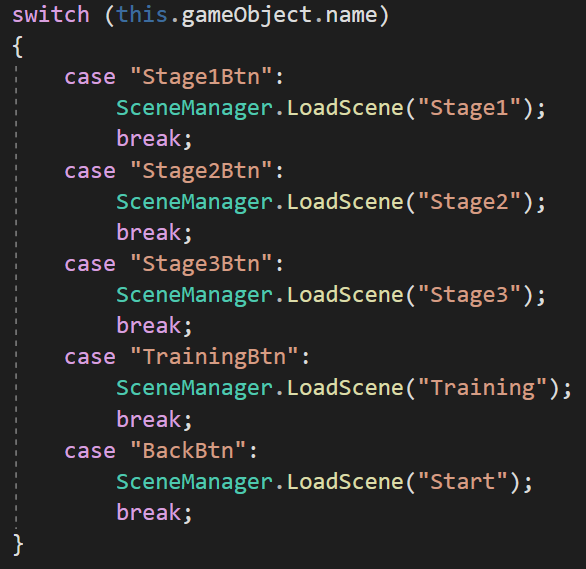 switch (this.gameObject.name)
{
    case "Stage1Btn":
        SceneManager.LoadScene("Stage1");
        break;
    case "Stage2Btn":
        SceneManager.LoadScene("Stage2");
        break;
    case "Stage3Btn":
        SceneManager.LoadScene("Stage3");
        break;
    case "TrainingBtn":
        SceneManager.LoadScene("Training");
        break;
    case "BackBtn":
        SceneManager.LoadScene("Start");
        break;
}